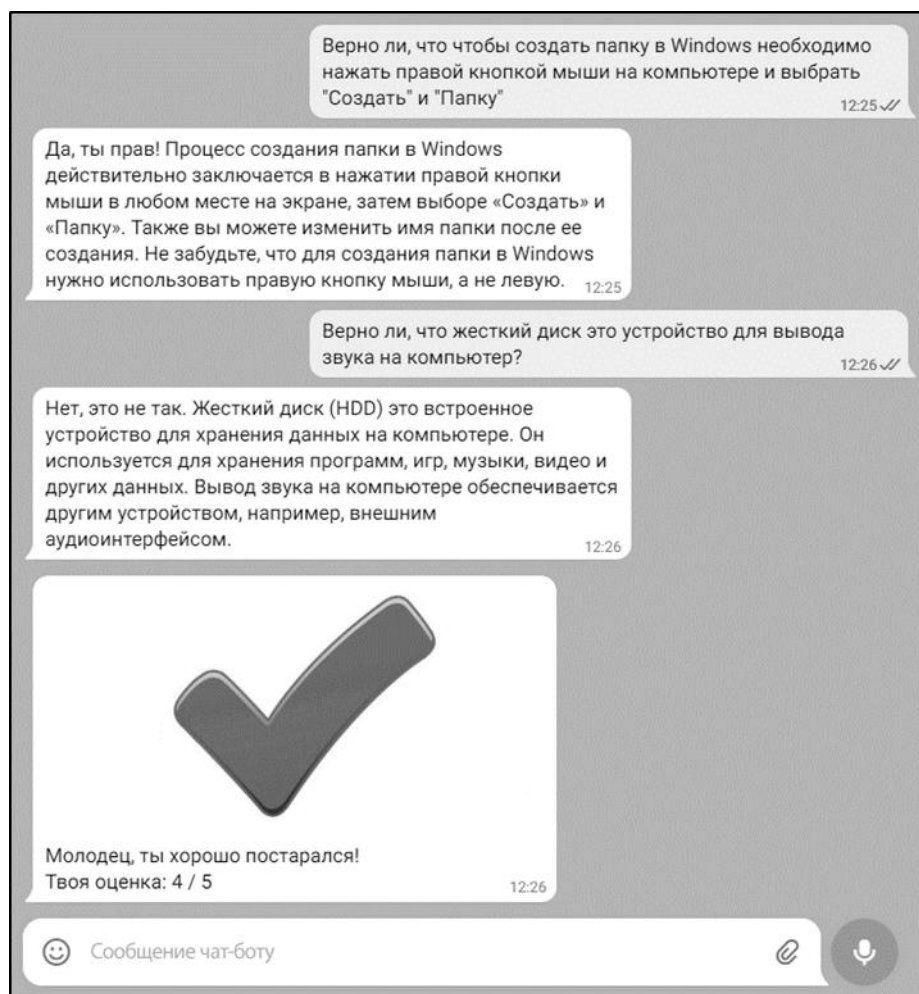 Верно ли, что чтобы создать папку в Windows необходимо
нажать правой кнопкой мыши на компьютере и выбрать
"Создать" и "Папку"
12:25
Да, ты прав! Процесс создания папки в Windows
действительно заключается в нажатии правой кнопки
мыши в любом месте на экране, затем выборе «Создать» и
«Папку». Также вы можете изменить имя папки после ее
создания. Не забудьте, что для создания папки в Windows
нужно использовать правую кнопку мыши, а не левую.
12:25
Верно ли, что жесткий диск это устройство для вывода
звука на компьютер?
12:26
Нет, это не так. Жесткий диск (HDD) это встроенное
устройство для хранения данных на компьютере. Он
используется для хранения программ, игр, музыки, видео и
других данных. Вывод звука на компьютере обеспечивается
другим устройством, например, внешним
аудиоинтерфейсом.
12:26
Молодец, ты хорошо постарался!
Твоя оценка: 4 / 5
12:26
Сообщение чат-боту